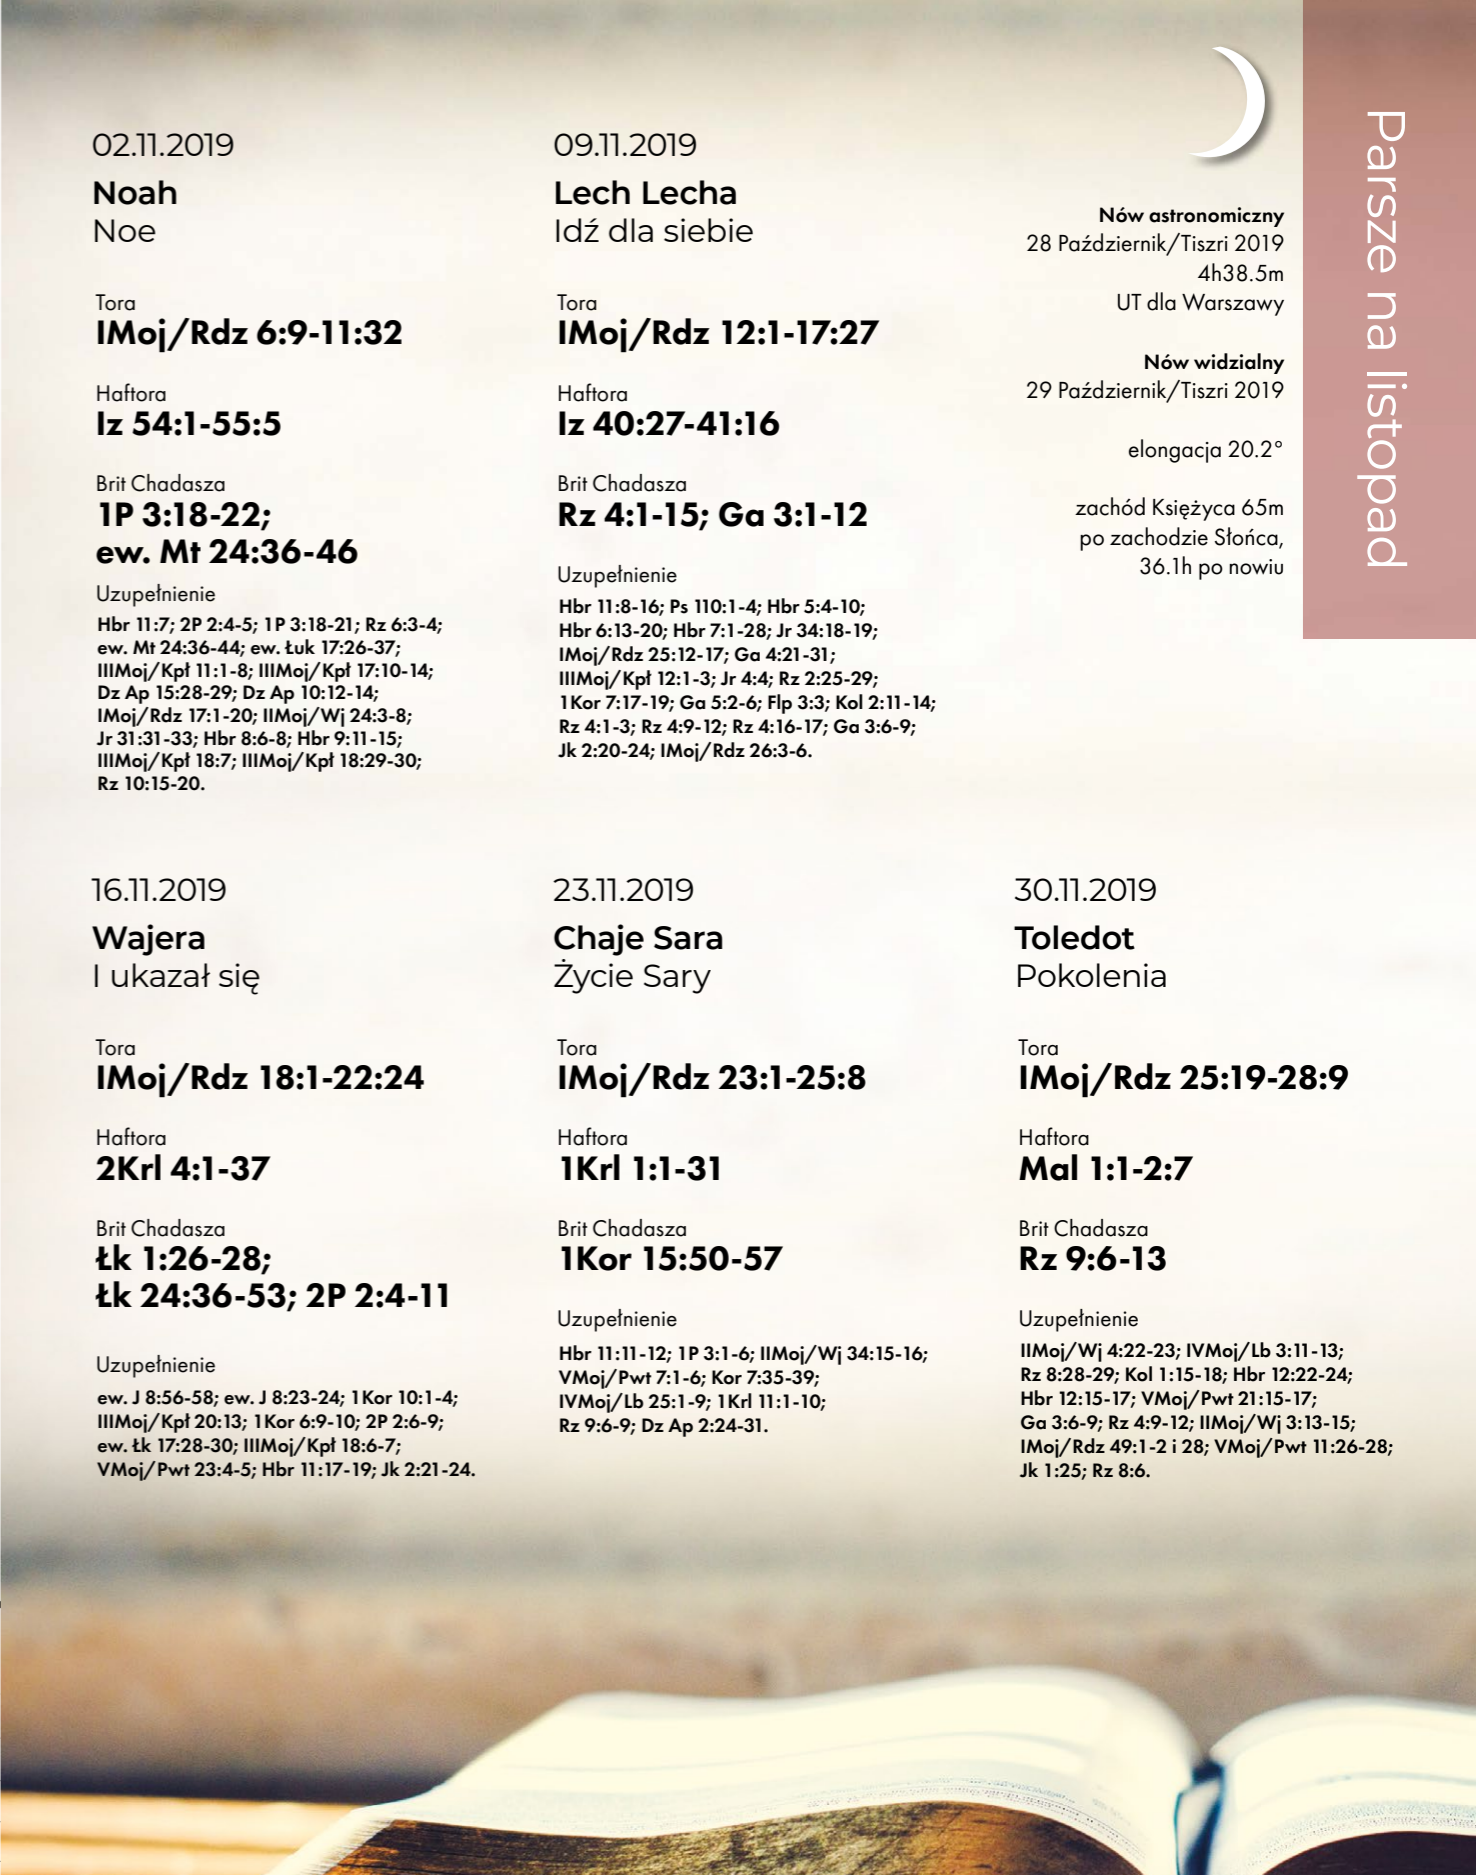 Parsze na listopad
02.11.2019
Noah
Noe
Tora
IMoj/Rdz 6:9-11:32
Haftora
Iz 54:1-55:5
Brit Chadasza
1P 3:18-22;
ew. Mt 24:36-46
Uzupełnienie
Hbr 11:7; 2P 2:4-5; 1P 3:18-21; Rz 6:3-4;
ew. Mt 24:36-44; ew. Łuk 17:26-37;
IIIMoj/Kpł 11:1-8; IIIMoj/Kpł 17:10-14;
Dz Ap 15:28-29; Dz Ap 10:12-14;
IMoj/Rdz 17:1-20; IIMoj/Wj 24:3-8;
Jr 31:31-33; Hbr 8:6-8; Hbr 9:11-15;
IIIMoj/Kpł 18:7; IIIMoj/Kpł 18:29-30;
Rz 10:15-20.
09.11.2019
Lech Lecha
Idź dla siebie
Tora
IMoj/Rdz 12:1-17:27
Haftora
Iz 40:27-41:16
Brit Chadasza
Rz 4:1-15; Ga 3:1-12
Uzupełnienie
Hbr 11:8-16; Ps 110:1-4; Hbr 5:4-10;
Hbr 6:13-20; Hbr 7:1-28; Jr 34:18-19;
IMoj/Rdz 25:12-17; Ga 4:21-31;
IIIMoj/Kpł 12:1-3; Jr 4:4; Rz 2:25-29;
1Kor 7:17-19; Ga 5:2-6; Flp 3:3; Kol 2:11-14;
Rz 4:1-3; Rz 4:9-12; Rz 4:16-17; Ga 3:6-9;
Jk 2:20-24; IMoj/Rdz 26:3-6.
Nów astronomiczny
28 Październik/Tiszri 2019
4h38.5m
UT dla Warszawy
Nów widzialny
29 Październik/Tiszri 2019
elongacja 20.2°
zachód Księżyca 65m
po zachodzie Słońca,
36.1h po nowiu
16.11.2019
Wajera
I ukazał się
Tora
IMoj/Rdz 18:1-22:24
Haftora
2Krl 4:1-37
Brit Chadasza
Łk 1:26-28;
Łk 24:36-53; 2P 2:4-11
Uzupełnienie
ew. J 8:56-58; ew. J 8:23-24; 1Kor 10:1-4;
IIIMoj/Kpł 20:13; 1Kor 6:9-10; 2P 2:6-9;
ew. Łk 17:28-30; IIIMoj/Kpł 18:6-7;
VMoj/Pwt 23:4-5; Hbr 11:17-19; Jk 2:21-24.
23.11.2019
Chaje Sara
Życie Sary
Tora
IMoj/Rdz 23:1-25:8
Haftora
1Krl 1:1-31
Brit Chadasza
1Kor 15:50-57
Uzupełnienie
Hbr 11:11-12; 1P 3:1-6; IIMoj/Wj 34:15-16;
VMoj/Pwt 7:1-6; Kor 7:35-39;
IVMoj/Lb 25:1-9; 1Krl 11:1-10;
Rz 9:6-9; Dz Ap 2:24-31.
30.11.2019
Toledot
Pokolenia
Tora
IMoj/Rdz 25:19-28:9
Haftora
Mal 1:1-2:7
Brit Chadasza
Rz 9:6-13
Uzupełnienie
IIMoj/Wj 4:22-23; IVMoj/Lb 3:11-13;
Rz 8:28-29; Kol 1:15-18; Hbr 12:22-24;
Hbr 12:15-17; VMoj/Pwt 21:15-17;
Ga 3:6-9; Rz 4:9-12; IIMoj/Wj 3:13-15;
IMoj/Rdz 49:1-2 i 28; VMoj/Pwt 11:26-28;
Jk 1:25; Rz 8:6.